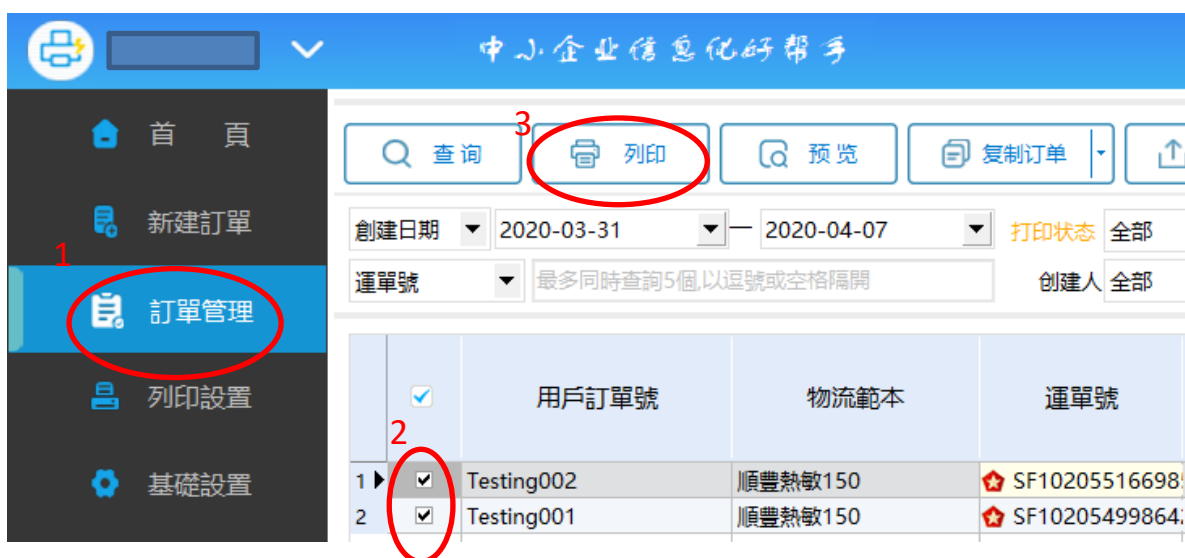 中小企业信息化好帮手
首 頁
新建訂單
1
訂單管理
列印設置
基礎設置
查询
3
列印
预览
复制订单
創建日期 2020-03-31 — 2020-04-07 打印状态 全部
運單號 最多同時查詢5個,以逗號或空格隔開 创建人 全部
用戶訂單號 物流範本 運單號
2
1 Testing002 順豐熱敏150 SF10205516698
2 Testing001 順豐熱敏150 SF10205499864